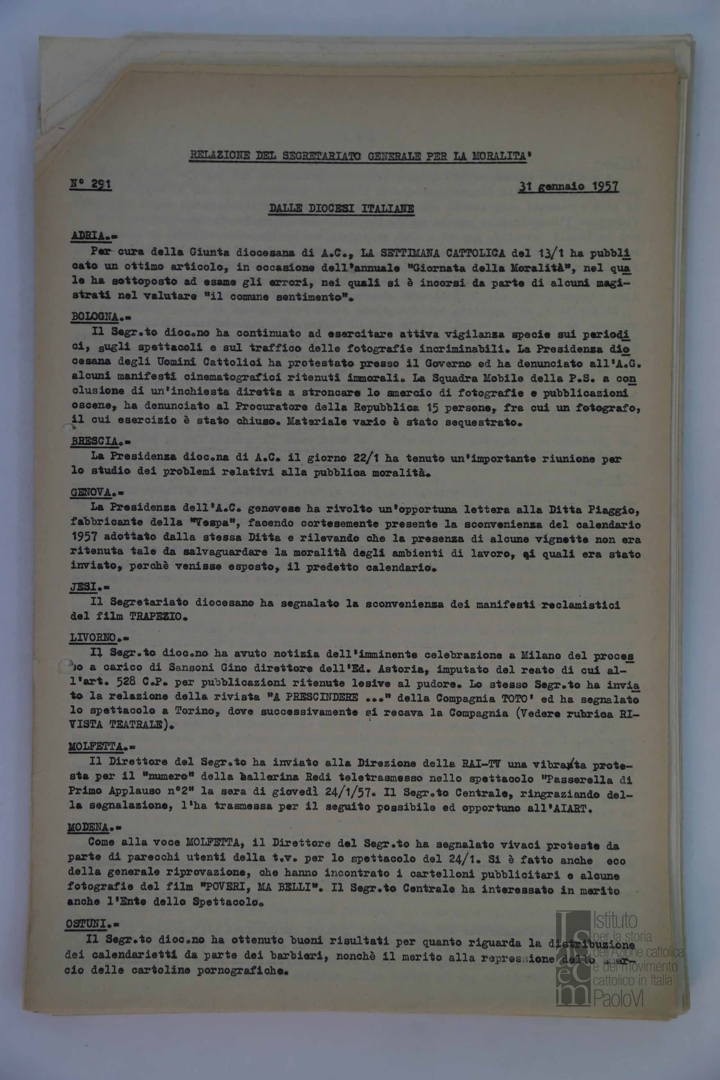 RELAZIONE DEL SEGRETARIATO GENERALE PER LA MORALITA'
Nº 291
31 gennaio 1957
DALLE DIOCESI ITALIANE
ADRIA.=
Per cura della Giunta diocesana di A.C., LA SETTIMANA CATTOLICA del 13/1 ha pubbli
cato un ottimo articolo, in occasione dell'annuale "Giornata della Moralità", nel qua
le ha sottoposto ad esame gli errori, nei quali si è incorsi da parte di alcuni magi-
strati nel valutare "il comune sentimento".
BOLOGNA.=
Il Segr.to dioc.no ha continuato ad esercitare attiva vigilanza specie sui periodi
ci, sugli spettacoli e sul traffico delle fotografie incriminabili. La Presidenza dio
cesana degli Uomini Cattolici ha protestato presso il Governo ed ha denunciato all'A.G.
alcuni manifesti cinematografici ritenuti immorali. La Squadra Mobile della P.S. a con
clusione di un'inchiesta diretta a stroncare lo smercio di fotografie e pubblicazioni
oscene, ha denunciato al Procuratore della Repubblica 15 persone, fra cui un fotografo,
il cui esercizio è stato chiuso. Materiale vario è stato sequestrato.
BRESCIA.=
La Presidenza dioc.na di A.C. il giorno 22/1 ha tenuto un'importante riunione per
lo studio dei problemi relativi alla pubblica moralità.
GENOVA.=
La Presidenza dell'A.C. genovese ha rivolto un'opportuna lettera alla Ditta Piaggio,
fabbricante della "Vespa", facendo cortesemente presente la sconvenienza del calendario
1957 adottato dalla stessa Ditta e rilevando che la presenza di alcune vignette non era
ritenuta tale da salvaguardare la moralità degli ambienti di lavoro, ai quali era stato
inviato, perchè venisse esposto, il predetto calendario.
JESI.=
Il Segretariato diocesano ha segnalato la sconvenienza dei manifesti reclamistici
del film TRAPEZIO.
LIVORNO.=
Il Segr.to dioc.no ha avuto notizia dell'imminente celebrazione a Milano del proces
so a carico di Sansoni Gino direttore dell'Ed. Astoria, imputato del reato di cui al-
l'art. 528 C.P. per pubblicazioni ritenute lesive al pudore. Lo stesso Segr.to ha invia
to la relazione della rivista "A PRESCINDERE ..." della Compagnia TOTO' ed ha segnalato
lo spettacolo a Torino, dove successivamente si recava la Compagnia (Vedere rubrica RI-
VISTA TEATRALE).
MOLFETTA.=
Il Direttore del Segr.to ha inviato alla Direzione della RAI-TV una vibrata prote-
sta per il "numero" della ballerina Redi teletrasmesso nello spettacolo "Passerella di
Primo Applauso nº2" la sera di giovedì 24/1/57. Il Segr.to Centrale, ringraziando del-
la segnalazione, l'ha trasmessa per il seguito possibile ed opportuno all'AIART.
MODENA.=
Come alla voce MOLFETTA, il Direttore del Segr.to ha segnalato vivaci proteste da
parte di parecchi utenti della t.v. per lo spettacolo del 24/1. Si è fatto anche eco
della generale riprovazione, che hanno incontrato i cartelloni pubblicitari e alcune
fotografie del film "POVERI, MA BELLI". Il Segr.to Centrale ha interessato in merito
anche l'Ente dello Spettacolo.
OSTUNI.=
Il Segr.to dioc.no ha ottenuto buoni risultati per quanto riguarda la distribuzione
dei calendarietti da parte dei barbieri, nonchè il merito alla repressione dello smer-
cio delle cartoline pornografiche.
Istituto
per la storia
dell'Azione cattolica
e del movimento
cattolico in Italia
PaoloVI